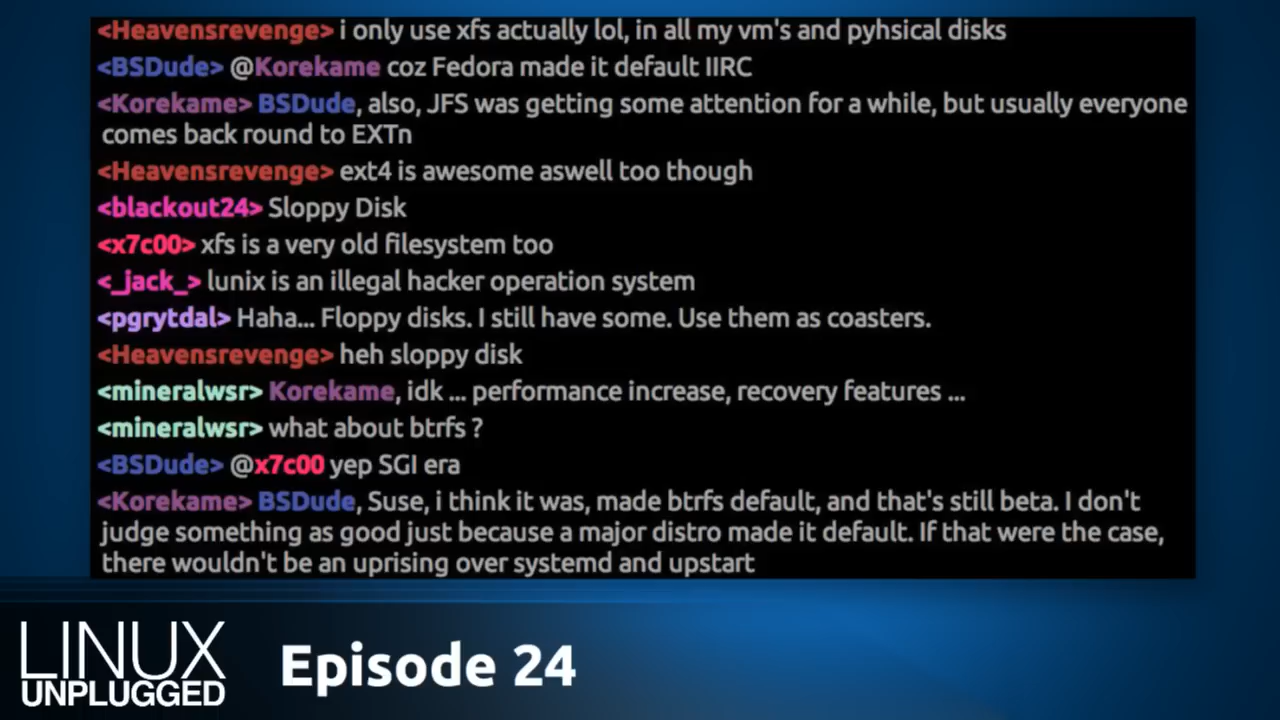 <Heavensrevenge> i only use xfs actually lol, in all my vm's and pyhsical disks
<BSDude> @Korekame coz Fedora made it default IIRC
<Korekame> BSDude, also, JFS was getting some attention for a while, but usually everyone
comes back round to EXTn
<Heavensrevenge> ext4 is awesome aswell too though
<blackout24> Sloppy Disk
<x7c00> xfs is a very old filesystem too
<_jack_> lunix is an illegal hacker operation system
<pgrytdal> Haha... Floppy disks. I still have some. Use them as coasters.
<Heavensrevenge> heh sloppy disk
<mineralwsr> Korekame, idk ... performance increase, recovery features ...
<mineralwsr> what about btrfs ?
<BSDude> @x7c00 yep SGI era
<Korekame> BSDude, Suse, i think it was, made btrfs default, and that's still beta. I don't
judge something as good just because a major distro made it default. If that were the case,
there wouldn't be an uprising over systemd and upstart
LINUX
UNPLUGGED
Episode 24